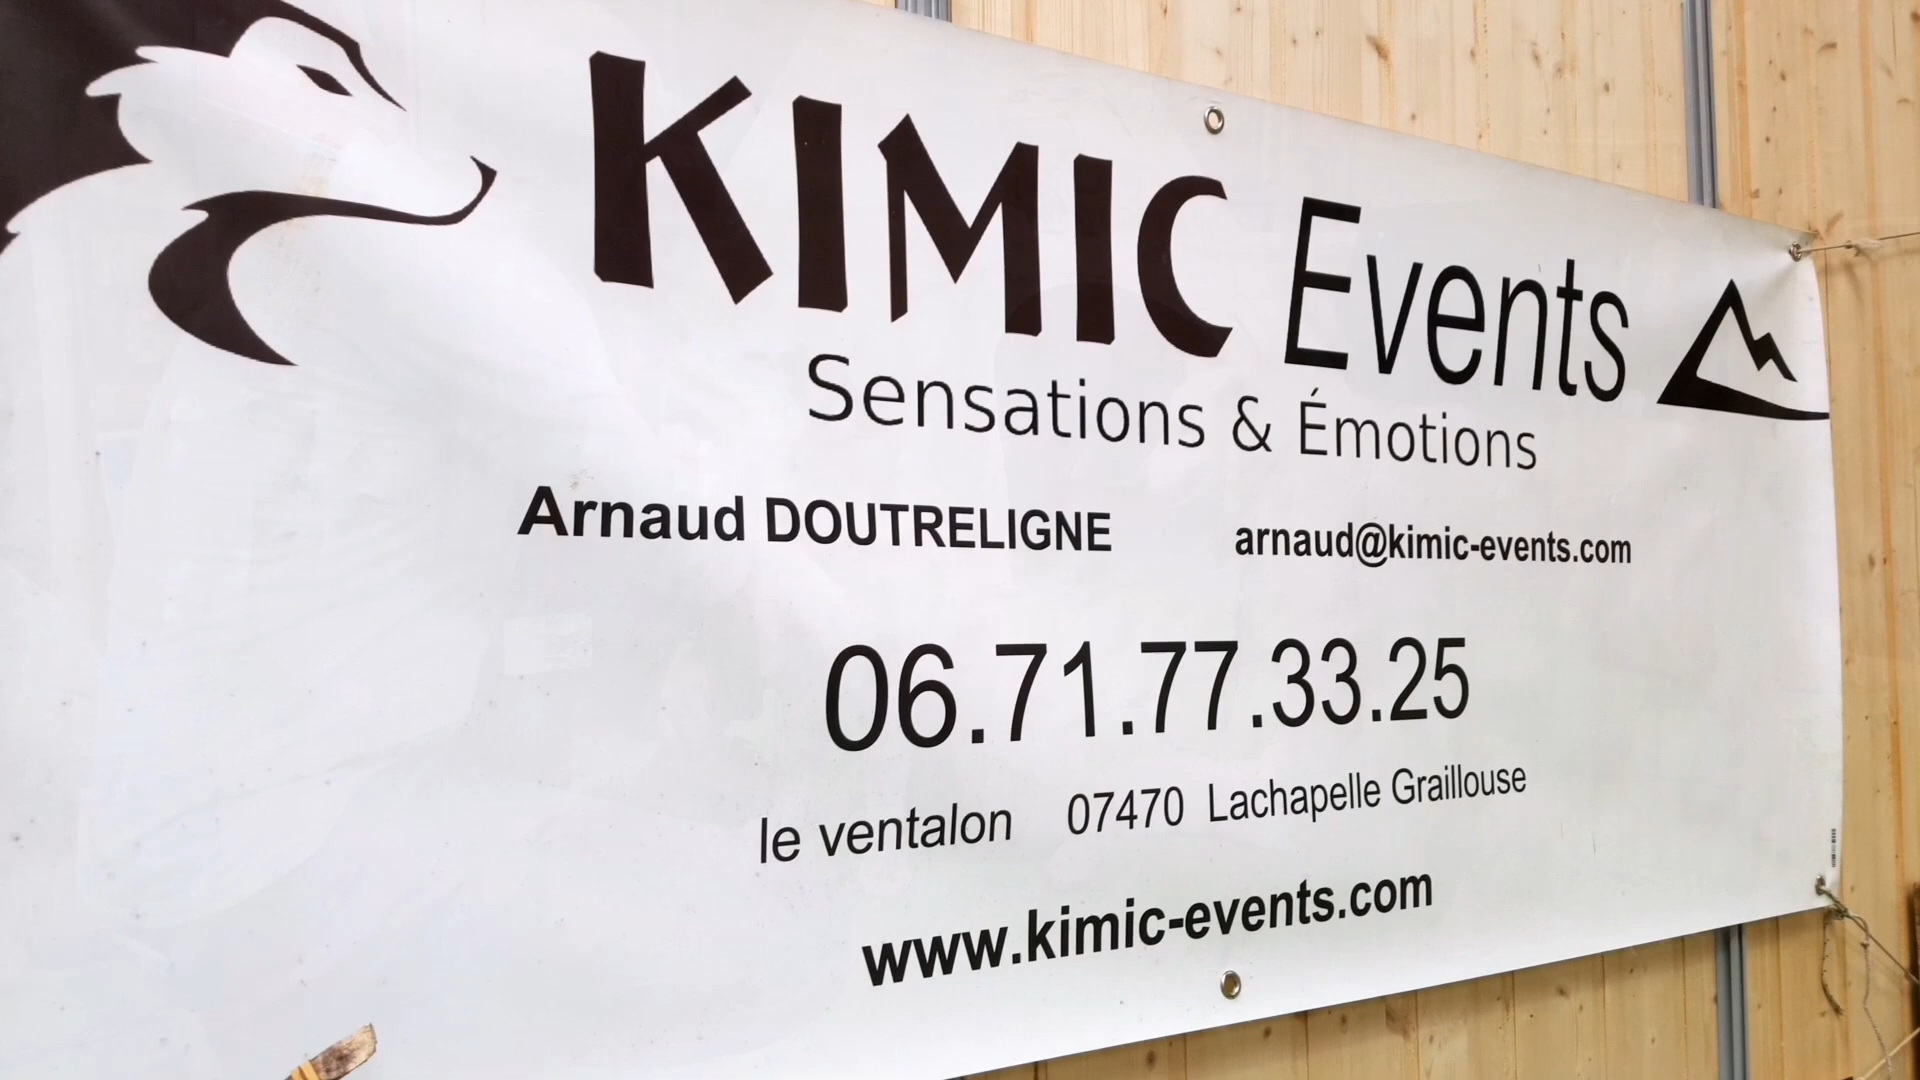 KIMIC Events
Sensations & Émotions
Arnaud DOUTRELIGNE arnaud@kimic-events.com
06.71.77.33.25
le ventalon 07470 Lachapelle Graillouse
www.kimic-events.com